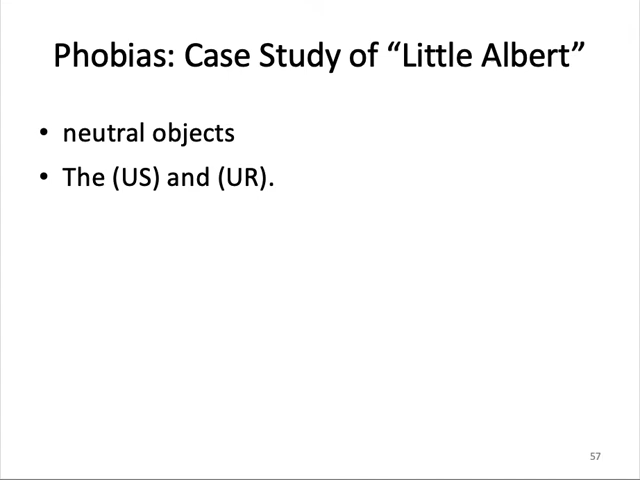 Phobias: Case Study of “Little Albert”
• neutral objects
• The (US) and (UR).
57